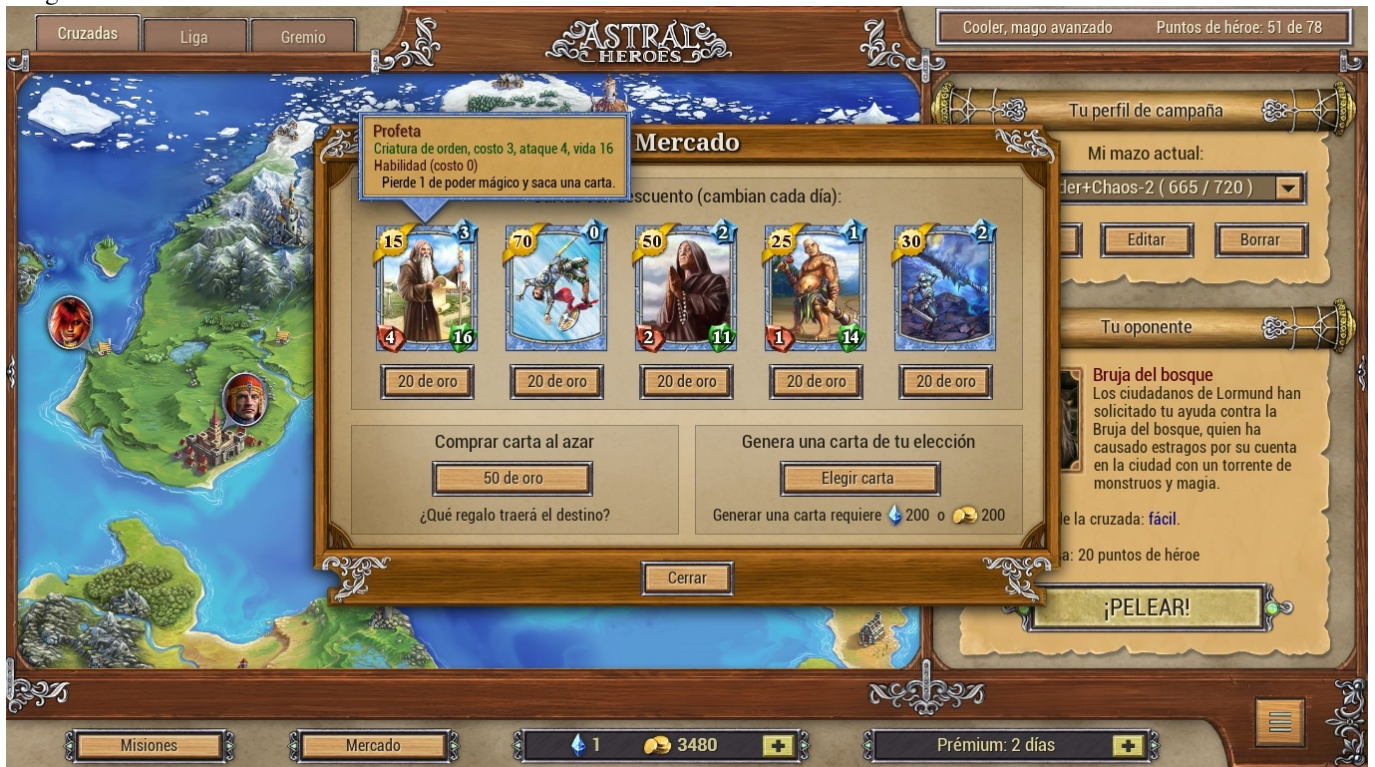 Cruzadas
Liga
Gremio
ASTRAL
HEROES
Cooler, mago avanzado Puntos de héroe: 51 de 78
Profeta
Criatura de orden, costo 3, ataque 4, vida 16
Habilidad (costo 0)
Pierde 1 de poder mágico y saca una carta.
Mercado
escuento (cambian cada día):
15 3 4 16
70 0
50 2 2 11
25 1 1 14
30 2
20 de oro
20 de oro
20 de oro
20 de oro
20 de oro
Comprar carta al azar
50 de oro
¿Qué regalo traerá el destino?
Genera una carta de tu elección
Elegir carta
Generar una carta requiere 200 o 200
Cerrar
Tu perfil de campaña
Mi mazo actual:
der+Chaos-2 ( 665 / 720 )
Editar
Borrar
Tu oponente
Bruja del bosque
Los ciudadanos de Lormund han
solicitado tu ayuda contra la
Bruja del bosque, quien ha
causado estragos por su cuenta
en la ciudad con un torrente de
monstruos y magia.
de la cruzada: fácil.
a: 20 puntos de héroe
¡PELEAR!
Misiones
Mercado
1 3480 +
Prémium: 2 días +